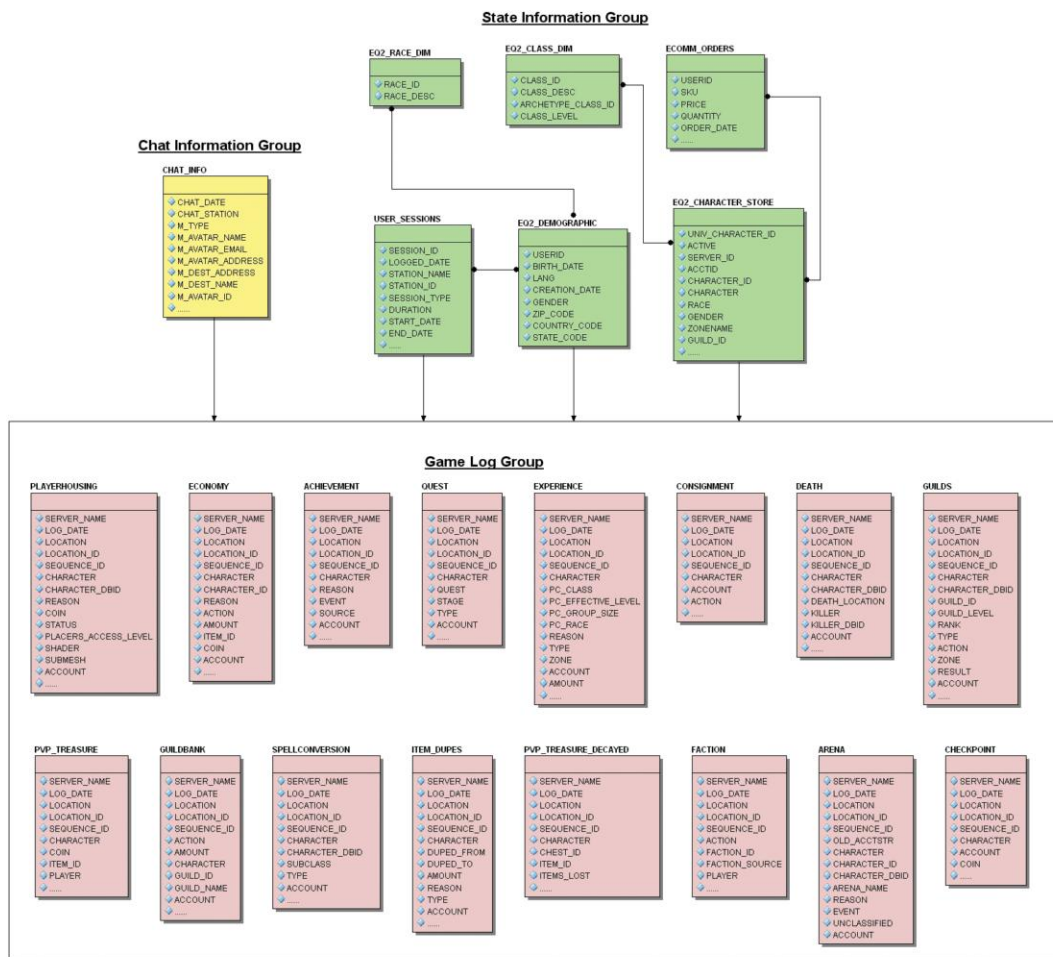 State Information Group
EQ2_RACE_DIM
RACE_ID
RACE_DESC
EQ2_CLASS_DIM
CLASS_ID
CLASS_DESC
ARCHETYPE_CLASS_ID
CLASS_LEVEL
ECOMM_ORDERS
USERID
SKU
PRICE
QUANTITY
ORDER_DATE
......
Chat Information Group
CHAT_INFO
CHAT_DATE
CHAT_STATION
M_TYPE
M_AVATAR_NAME
M_AVATAR_EMAIL
M_AVATAR_ADDRESS
M_DEST_ADDRESS
M_DEST_NAME
M_AVATAR_ID
......
USER_SESSIONS
SESSION_ID
LOGGED_DATE
STATION_NAME
STATION_ID
SESSION_TYPE
DURATION
START_DATE
END_DATE
......
EQ2_DEMOGRAPHIC
USERID
BIRTH_DATE
LANG
CREATION_DATE
GENDER
ZIP_CODE
COUNTRY_CODE
STATE_CODE
EQ2_CHARACTER_STORE
UNIV_CHARACTER_ID
ACTIVE
SERVER_ID
ACCTID
CHARACTER_ID
CHARACTER
RACE
GENDER
ZONENAME
GUILD_ID
......
Game Log Group
PLAYERHOUSING
SERVER_NAME
LOG_DATE
LOCATION
LOCATION_ID
SEQUENCE_ID
CHARACTER
CHARACTER_DBID
REASON
COIN
STATUS
PLACERS_ACCESS_LEVEL
SHADER
SUBMESH
ACCOUNT
......
ECONOMY
SERVER_NAME
LOG_DATE
LOCATION
LOCATION_ID
SEQUENCE_ID
CHARACTER
CHARACTER_ID
REASON
ACTION
AMOUNT
ITEM_ID
COIN
ACCOUNT
......
ACHIEVEMENT
SERVER_NAME
LOG_DATE
LOCATION
LOCATION_ID
SEQUENCE_ID
CHARACTER
REASON
EVENT
SOURCE
ACCOUNT
......
QUEST
SERVER_NAME
LOG_DATE
LOCATION
LOCATION_ID
SEQUENCE_ID
CHARACTER
QUEST
STAGE
TYPE
ACCOUNT
......
EXPERIENCE
SERVER_NAME
LOG_DATE
LOCATION
LOCATION_ID
SEQUENCE_ID
CHARACTER
PC_CLASS
PC_EFFECTIVE_LEVEL
PC_GROUP_SIZE
PC_RACE
REASON
TYPE
ZONE
ACCOUNT
AMOUNT
......
CONSIGNMENT
SERVER_NAME
LOG_DATE
LOCATION
LOCATION_ID
SEQUENCE_ID
CHARACTER
ACCOUNT
ACTION
......
DEATH
SERVER_NAME
LOG_DATE
LOCATION
LOCATION_ID
SEQUENCE_ID
CHARACTER
CHARACTER_DBID
DEATH_LOCATION
KILLER
KILLER_DBID
ACCOUNT
......
GUILDS
SERVER_NAME
LOG_DATE
LOCATION
LOCATION_ID
SEQUENCE_ID
CHARACTER
CHARACTER_DBID
GUILD_ID
GUILD_LEVEL
RANK
TYPE
ACTION
ZONE
RESULT
ACCOUNT
......
PVP_TREASURE
SERVER_NAME
LOG_DATE
LOCATION
LOCATION_ID
SEQUENCE_ID
CHARACTER
COIN
ITEM_ID
PLAYER
......
GUILDBANK
SERVER_NAME
LOG_DATE
LOCATION
LOCATION_ID
SEQUENCE_ID
ACTION
AMOUNT
CHARACTER
GUILD_ID
GUILD_NAME
ACCOUNT
......
SPELLCONVERSION
SERVER_NAME
LOG_DATE
LOCATION
LOCATION_ID
SEQUENCE_ID
CHARACTER
CHARACTER_DBID
SUBCLASS
TYPE
ACCOUNT
......
ITEM_DUPES
SERVER_NAME
LOG_DATE
LOCATION
LOCATION_ID
SEQUENCE_ID
CHARACTER
DUPED_FROM
DUPED_TO
AMOUNT
REASON
TYPE
ACCOUNT
......
PVP_TREASURE_DECAYED
SERVER_NAME
LOG_DATE
LOCATION
LOCATION_ID
SEQUENCE_ID
CHARACTER
CHEST_ID
ITEM_ID
ITEMS_LOST
......
FACTION
SERVER_NAME
LOG_DATE
LOCATION
LOCATION_ID
SEQUENCE_ID
ACTION
FACTION_ID
FACTION_SOURCE
PLAYER
......
ARENA
SERVER_NAME
LOG_DATE
LOCATION
LOCATION_ID
SEQUENCE_ID
OLD_ACCTSTR
CHARACTER
CHARACTER_ID
CHARACTER_DBID
ARENA_NAME
REASON
EVENT
UNCLASSIFIED
ACCOUNT
CHECKPOINT
SERVER_NAME
LOG_DATE
LOCATION
LOCATION_ID
SEQUENCE_ID
CHARACTER
ACCOUNT
COIN
......